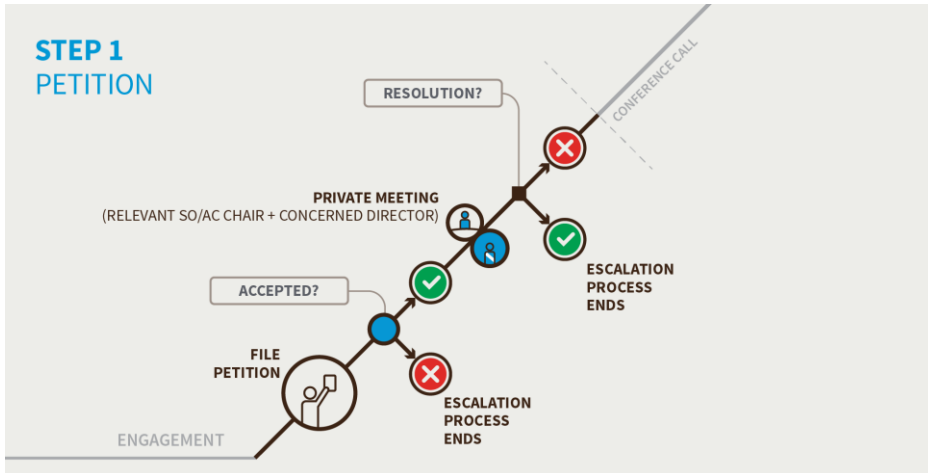 STEP 1
PETITION
CONFERENCE CALL
RESOLUTION?
PRIVATE MEETING
(RELEVANT SO/AC CHAIR + CONCERNED DIRECTOR)
ESCALATION
PROCESS
ENDS
ACCEPTED?
FILE
PETITION
ESCALATION
PROCESS
ENDS
ENGAGEMENT